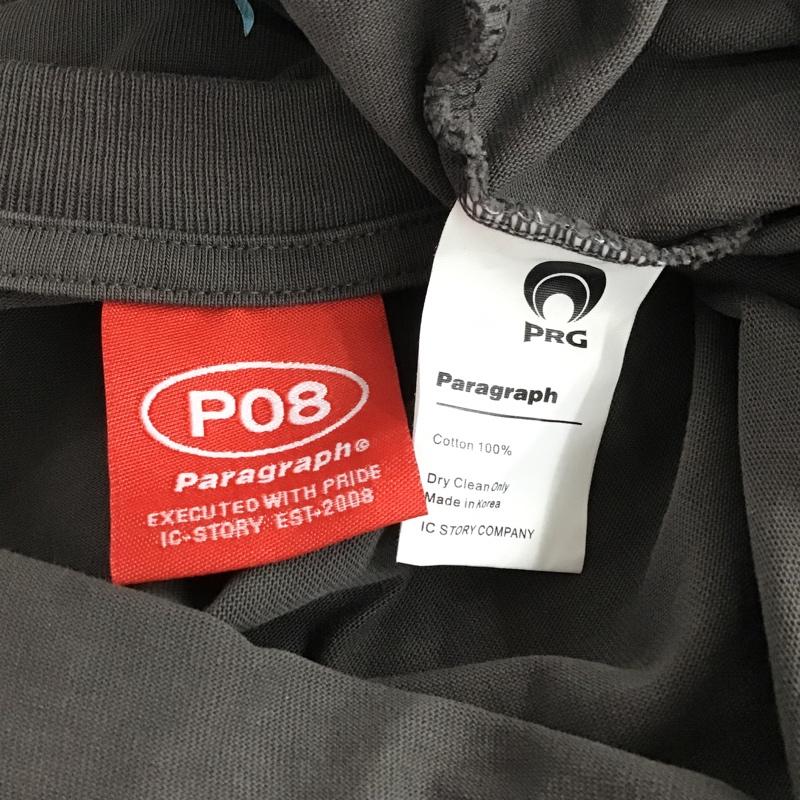 P08
Paragraph©
EXECUTED WITH PRIDE
IC-STORY EST-2008
PRG
Paragraph
Cotton 100%
Dry Clean Only
Made in Korea
IC STORY COMPANY